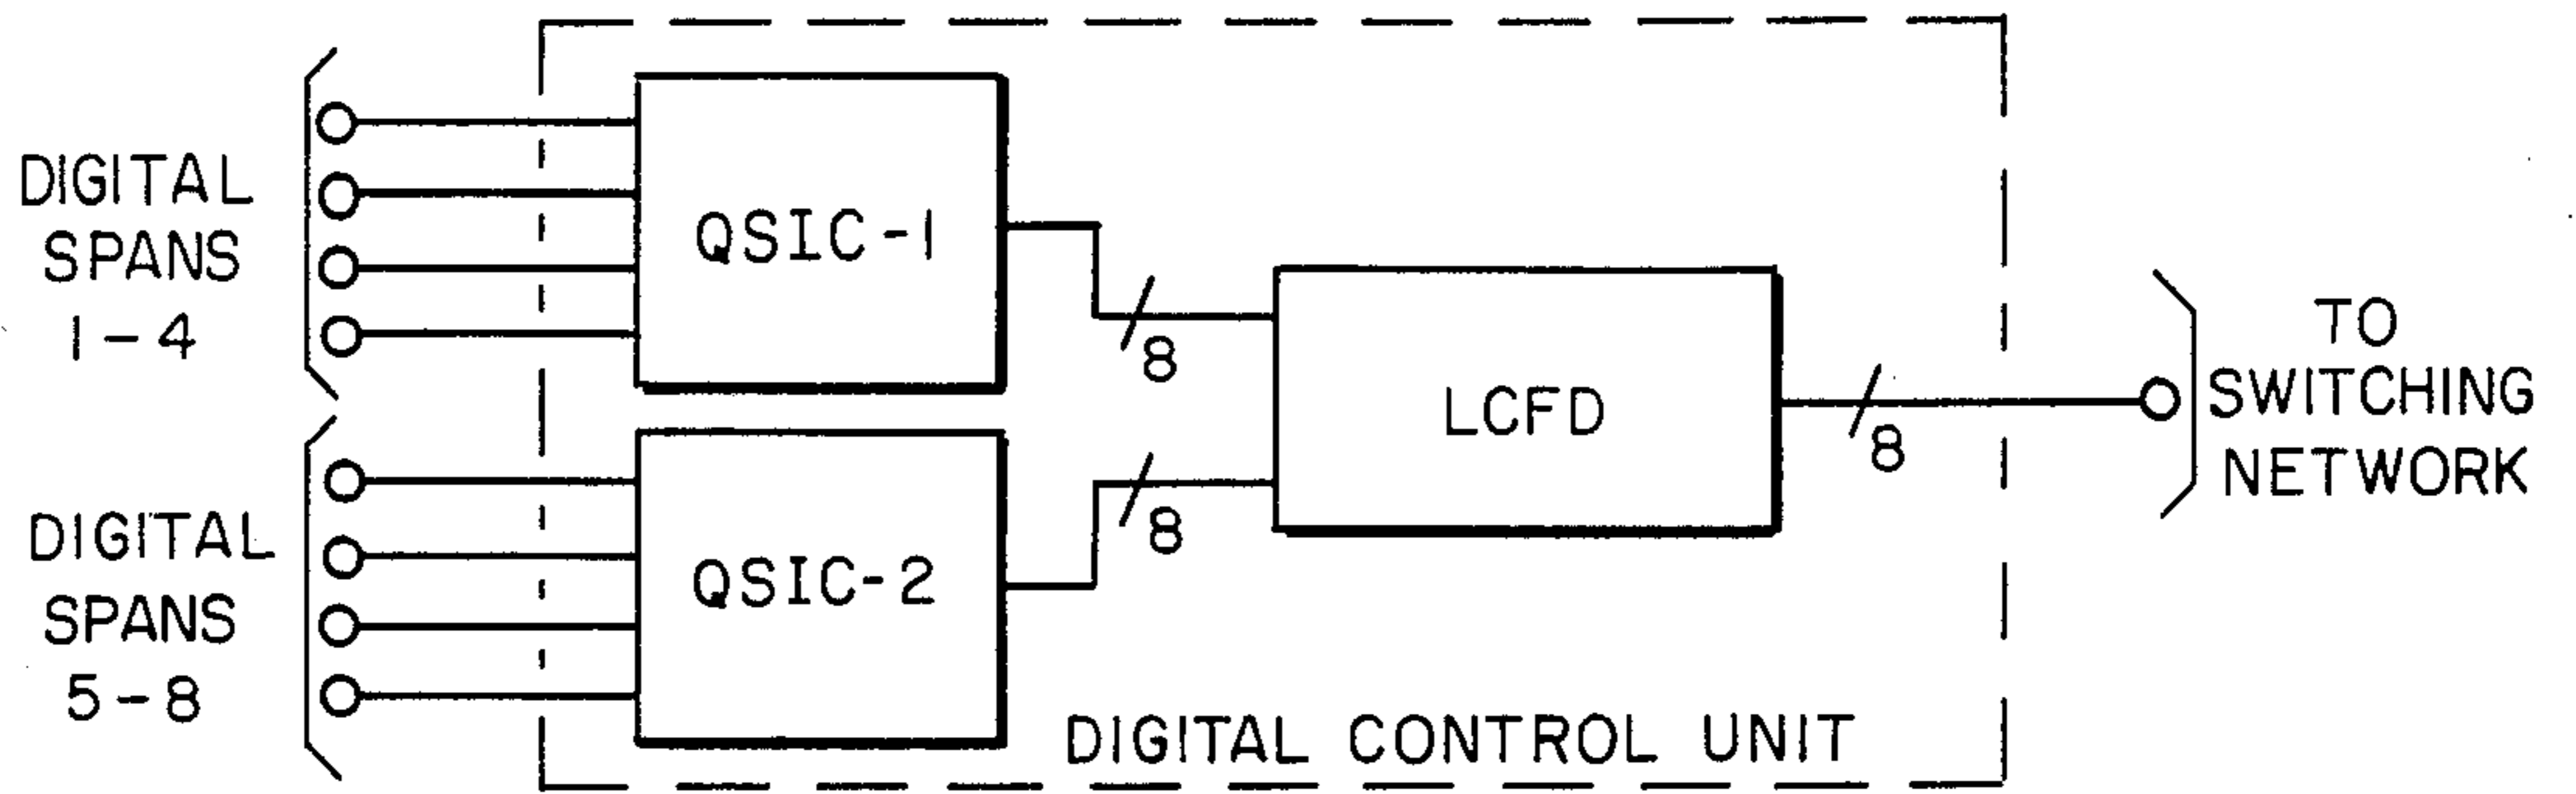 DIGITAL
SPANS
1-4
QSIC-1
8
LCFD
8
TO
SWITCHING
NETWORK
DIGITAL
SPANS
5-8
QSIC-2
8
DIGITAL CONTROL UNIT